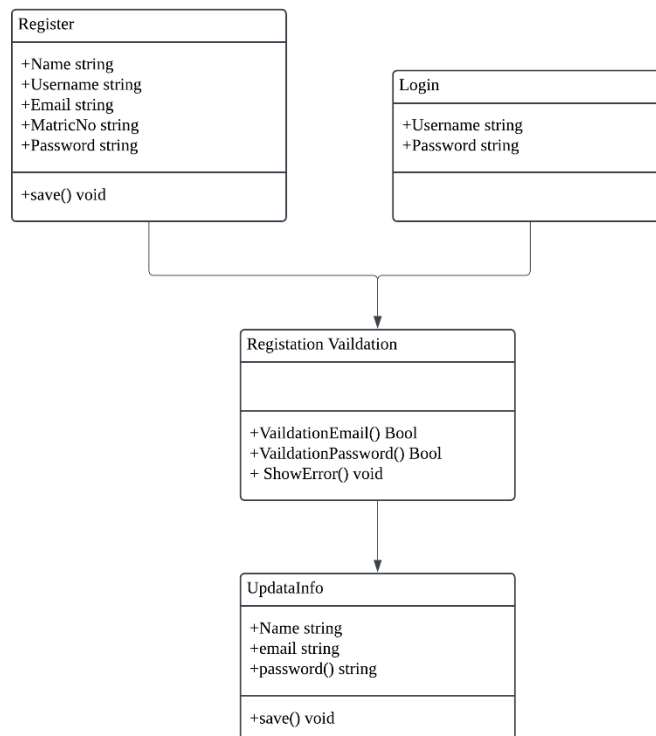 Register
+Name string
+Username string
+Email string
+MatricNo string
+Password string
+save() void
Login
+Username string
+Password string
Registation Vaildation
+VaildationEmail() Bool
+VaildationPassword() Bool
+ ShowError() void
UpdataInfo
+Name string
+email string
+password() string
+save() void